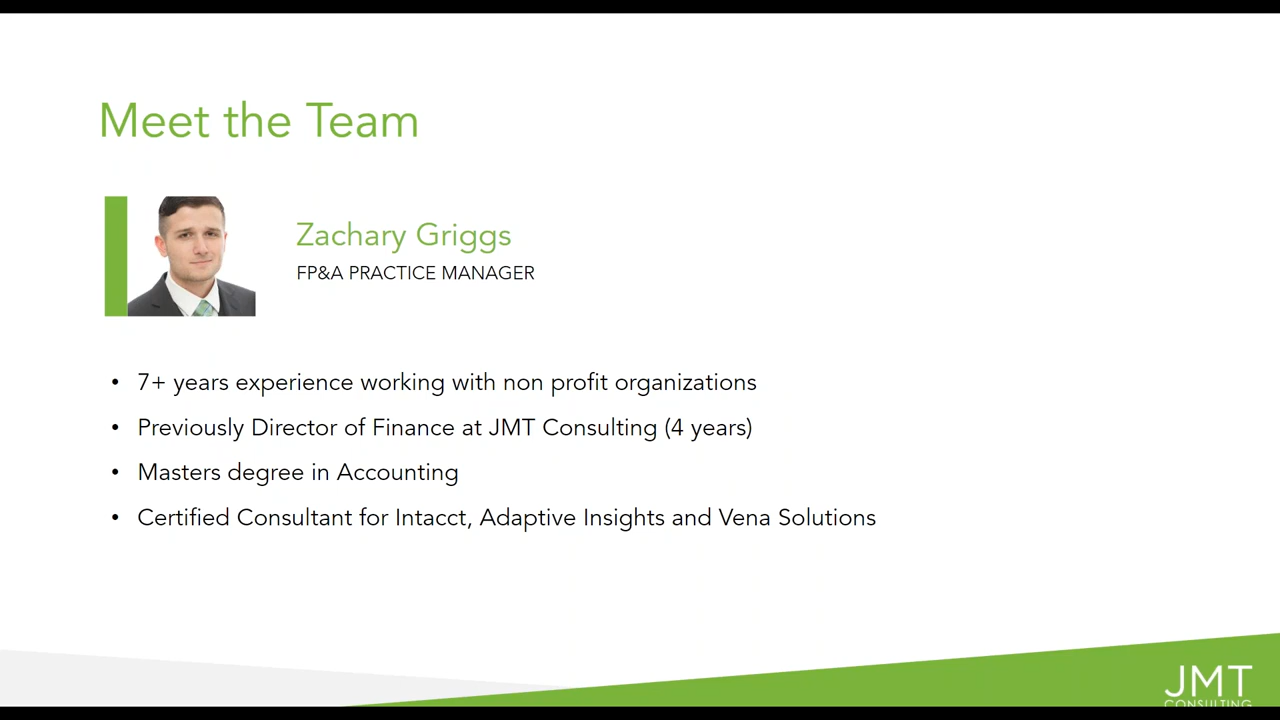 Meet the Team
Zachary Griggs
FP&A PRACTICE MANAGER
• 7+ years experience working with non profit organizations
• Previously Director of Finance at JMT Consulting (4 years)
• Masters degree in Accounting
• Certified Consultant for Intacct, Adaptive Insights and Vena Solutions
JMT
CONSULTING